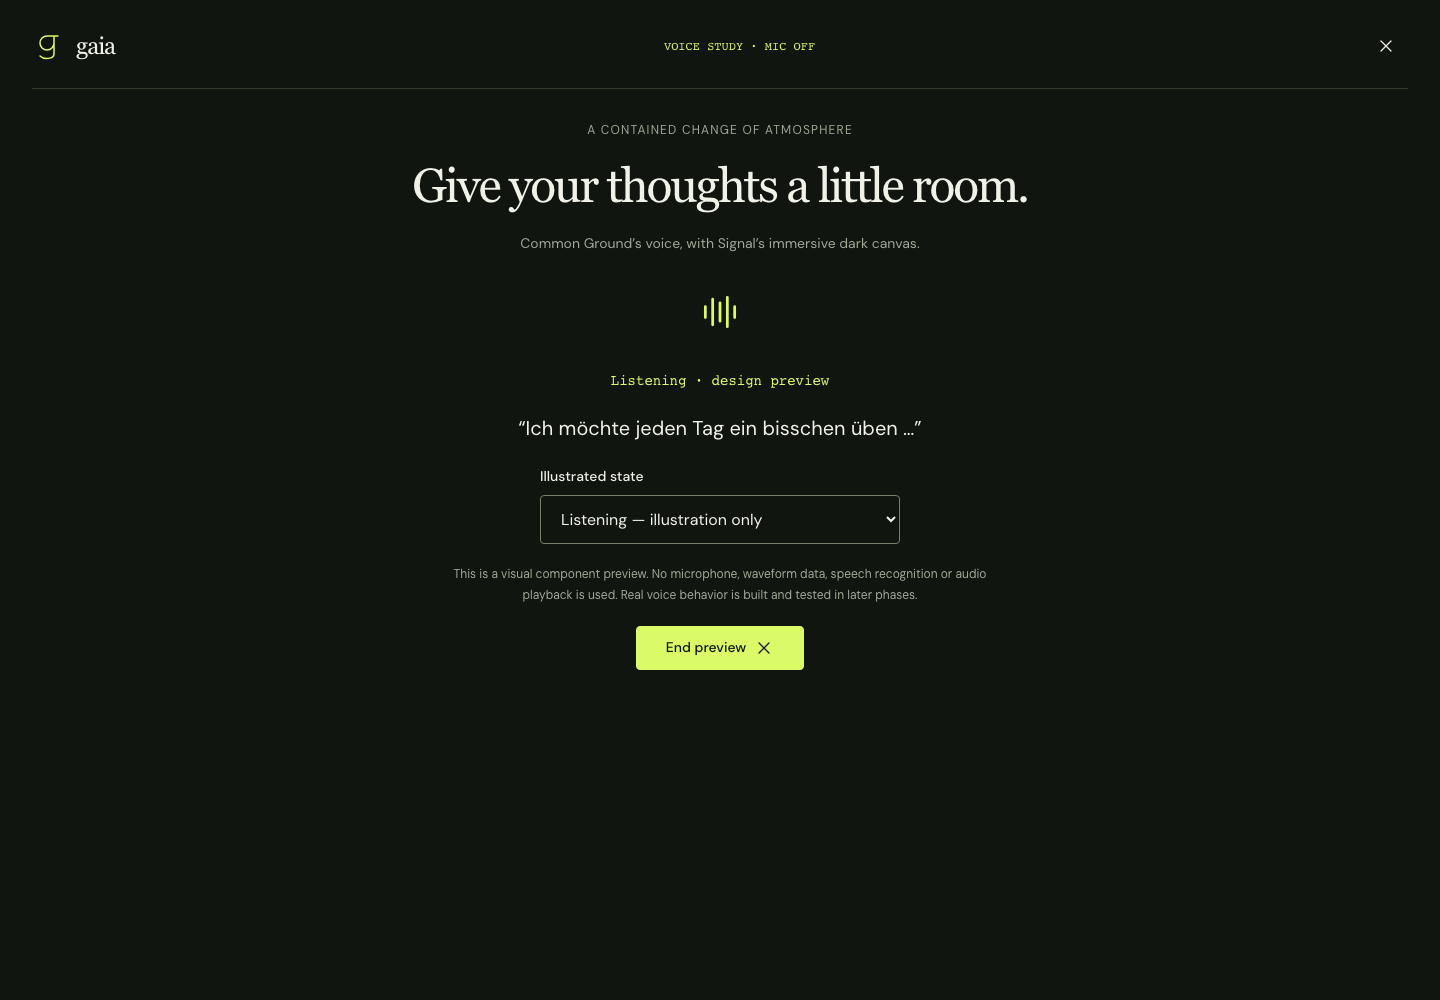 g gaia
VOICE STUDY · MIC OFF
A CONTAINED CHANGE OF ATMOSPHERE
Give your thoughts a little room.
Common Ground’s voice, with Signal’s immersive dark canvas.
Listening · design preview
“Ich möchte jeden Tag ein bisschen üben …”
Illustrated state
Listening — illustration only
This is a visual component preview. No microphone, waveform data, speech recognition or audio
playback is used. Real voice behavior is built and tested in later phases.
End preview